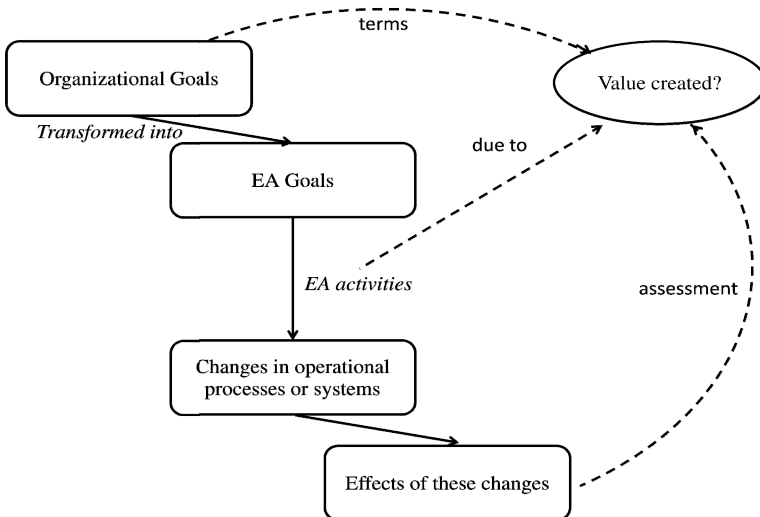 terms
Organizational Goals
Value created?
Transformed into
due to
EA Goals
EA activities
assessment
Changes in operational
processes or systems
Effects of these changes